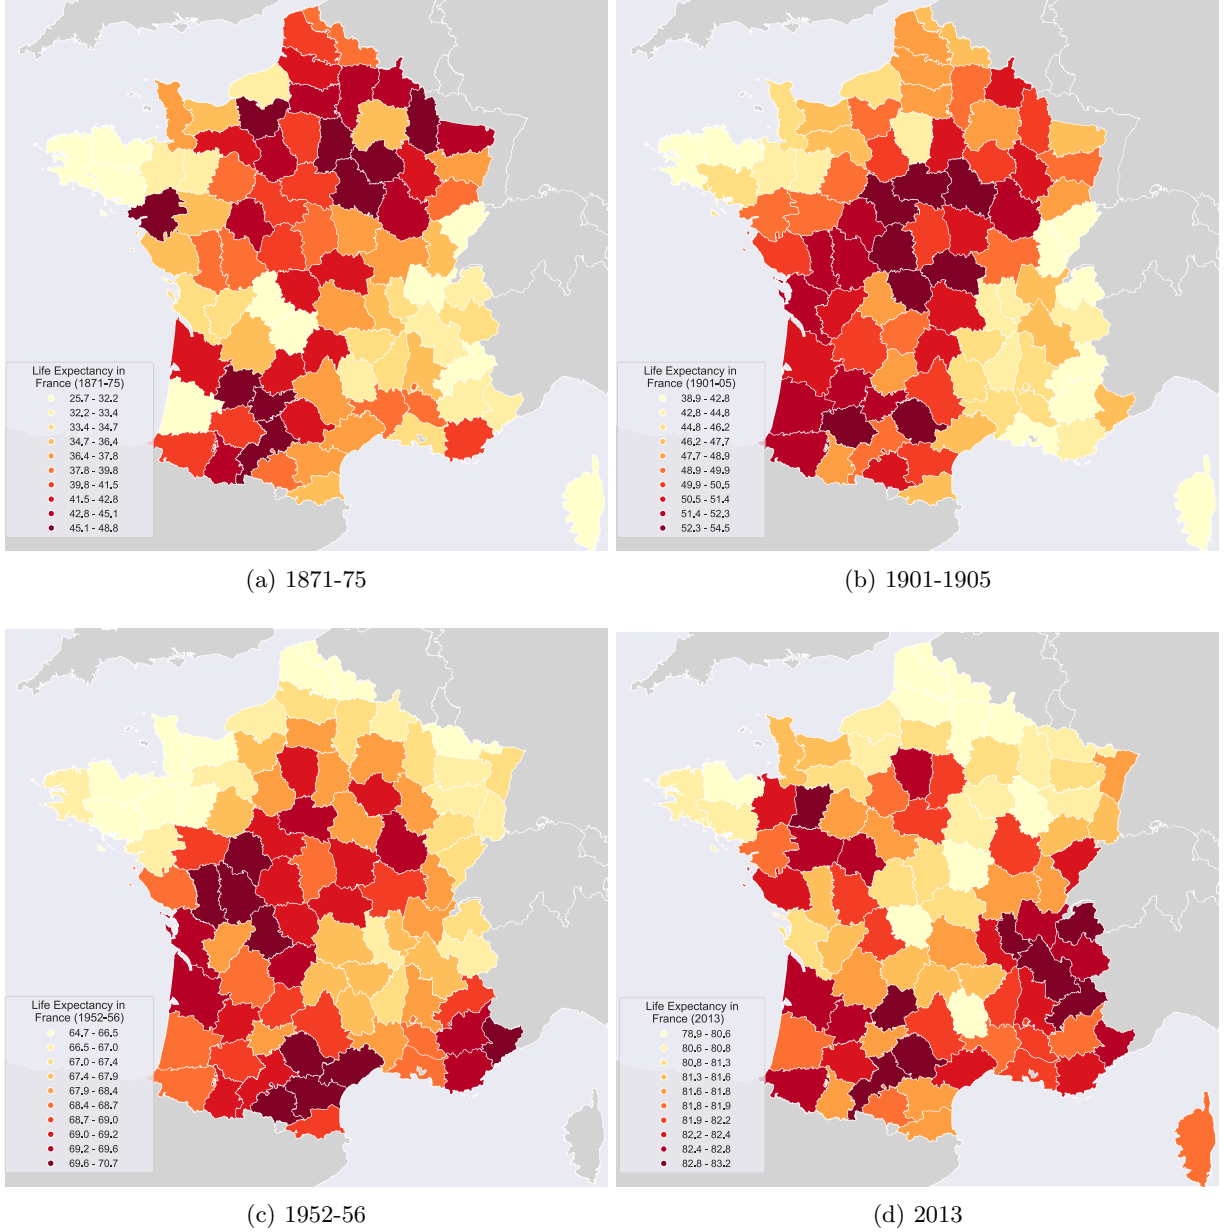 Life Expectancy in
France (1871-75)
25.7 - 32.2
32.2 - 33.4
33.4 - 34.7
34.7 - 36.4
36.4 - 37.8
37.8 - 39.8
39.8 - 41.5
41.5 - 42.8
42.8 - 45.1
45.1 - 48.8
(a) 1871-75
Life Expectancy in
France (1901-05)
38.9 - 42.8
42.8 - 44.8
44.8 - 46.2
46.2 - 47.7
47.7 - 48.9
48.9 - 49.9
49.9 - 50.5
50.5 - 51.4
51.4 - 52.3
52.3 - 54.5
(b) 1901-1905
Life Expectancy in
France (1952-56)
64.7 - 66.5
66.5 - 67.0
67.0 - 67.4
67.4 - 67.9
67.9 - 68.4
68.4 - 68.7
68.7 - 69.0
69.0 - 69.2
69.2 - 69.6
69.6 - 70.7
(c) 1952-56
Life Expectancy in
France (2013)
78.9 - 80.6
80.6 - 80.8
80.8 - 81.3
81.3 - 81.6
81.6 - 81.8
81.8 - 81.9
81.9 - 82.2
82.2 - 82.4
82.4 - 82.8
82.8 - 83.2
(d) 2013